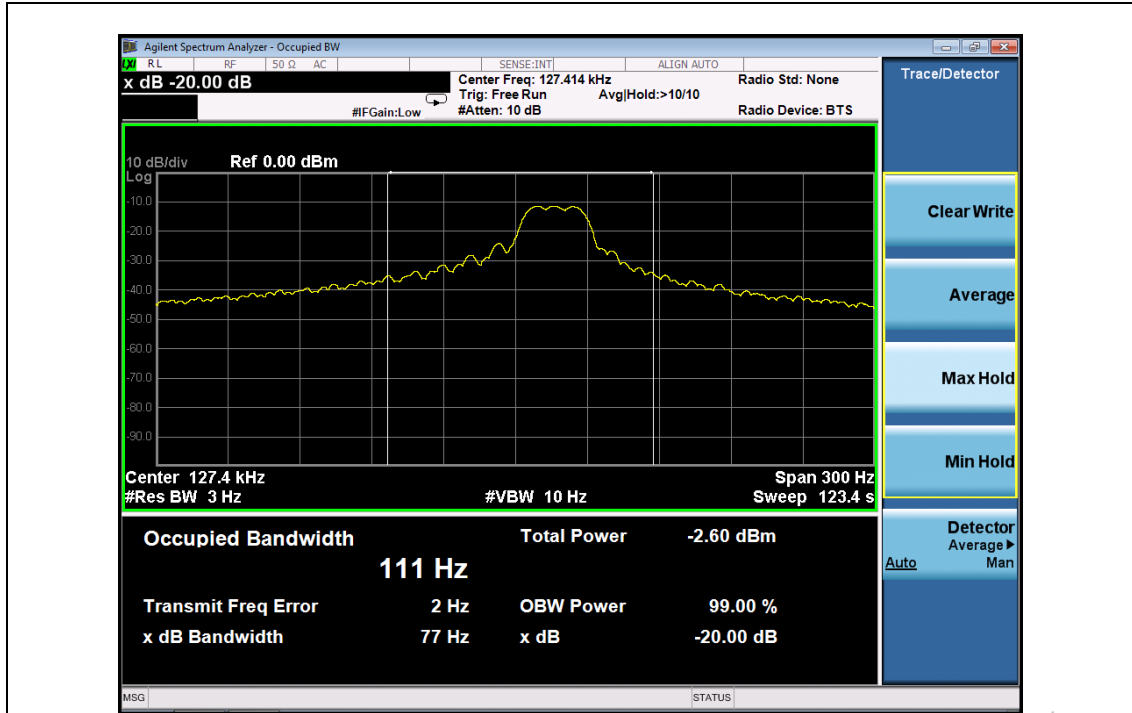 Agilent Spectrum Analyzer - Occupied BW
LXI RL RF 50 Ω AC SENSE:INT ALIGN AUTO
x dB -20.00 dB
Center Freq: 127.414 kHz
Radio Std: None
Trig: Free Run Avg|Hold:>10/10
#IFGain:Low #Atten: 10 dB Radio Device: BTS
10 dB/div Ref 0.00 dBm
Log
-10.0
-20.0
-30.0
-40.0
-50.0
-60.0
-70.0
-80.0
-90.0
Center 127.4 kHz Span 300 Hz
#Res BW 3 Hz #VBW 10 Hz Sweep 123.4 s
Occupied Bandwidth Total Power -2.60 dBm
111 Hz
Transmit Freq Error 2 Hz OBW Power 99.00 %
x dB Bandwidth 77 Hz x dB -20.00 dB
MSG STATUS
Trace/Detector
Clear Write
Average
Max Hold
Min Hold
Detector
Average▶
Auto Man